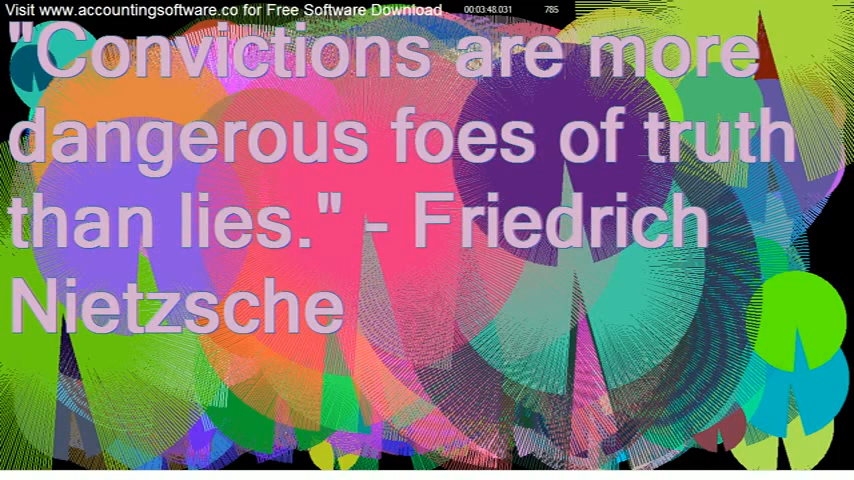 Visit www.accountingsoftware.co for Free Software Download 00:03:48.031 785
"Convictions are more
dangerous foes of truth
than lies." - Friedrich
Nietzsche